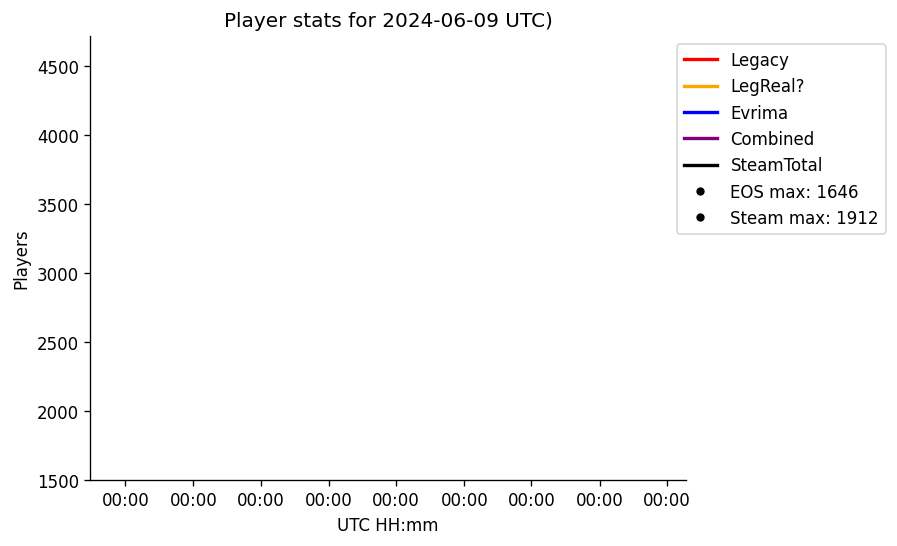 Player stats for 2024-06-09 UTC)
4500
4000
3500
3000
2500
2000
1500
Players
00:00 00:00 00:00 00:00 00:00 00:00 00:00 00:00 00:00
UTC HH:mm
Legacy
LegReal?
Evrima
Combined
SteamTotal
EOS max: 1646
Steam max: 1912